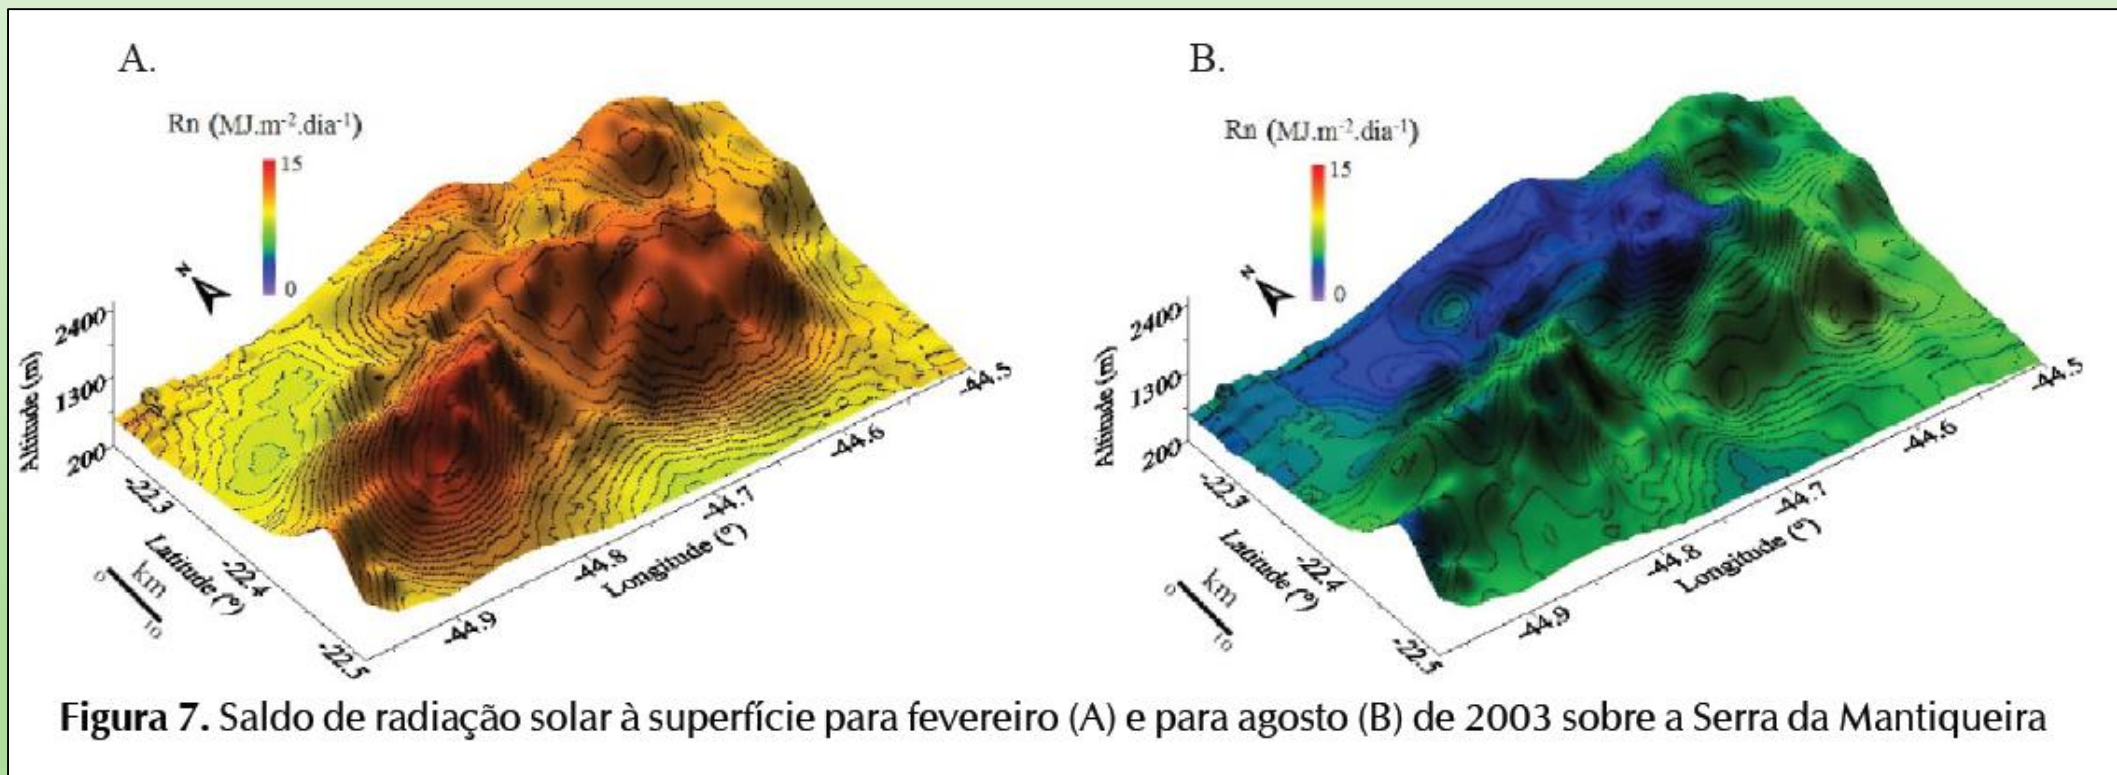 A.
Rn (MJ.m-2.dia-1)
15
0
z
2400
1300
200
Altitude (m)
-22.3
-22.4
-22.5
Latitude (º)
0
km
10
-44.9
-44.8
-44.7
-44.6
-44.5
Longitude (º)
B.
Rn (MJ.m-2.dia-1)
15
0
z
2400
1300
200
Altitude (m)
-22.3
-22.4
-22.5
Latitude (º)
0
km
10
-44.9
-44.8
-44.7
-44.6
-44.5
Longitude (º)
Figura 7. Saldo de radiação solar à superfície para fevereiro (A) e para agosto (B) de 2003 sobre a Serra da Mantiqueira